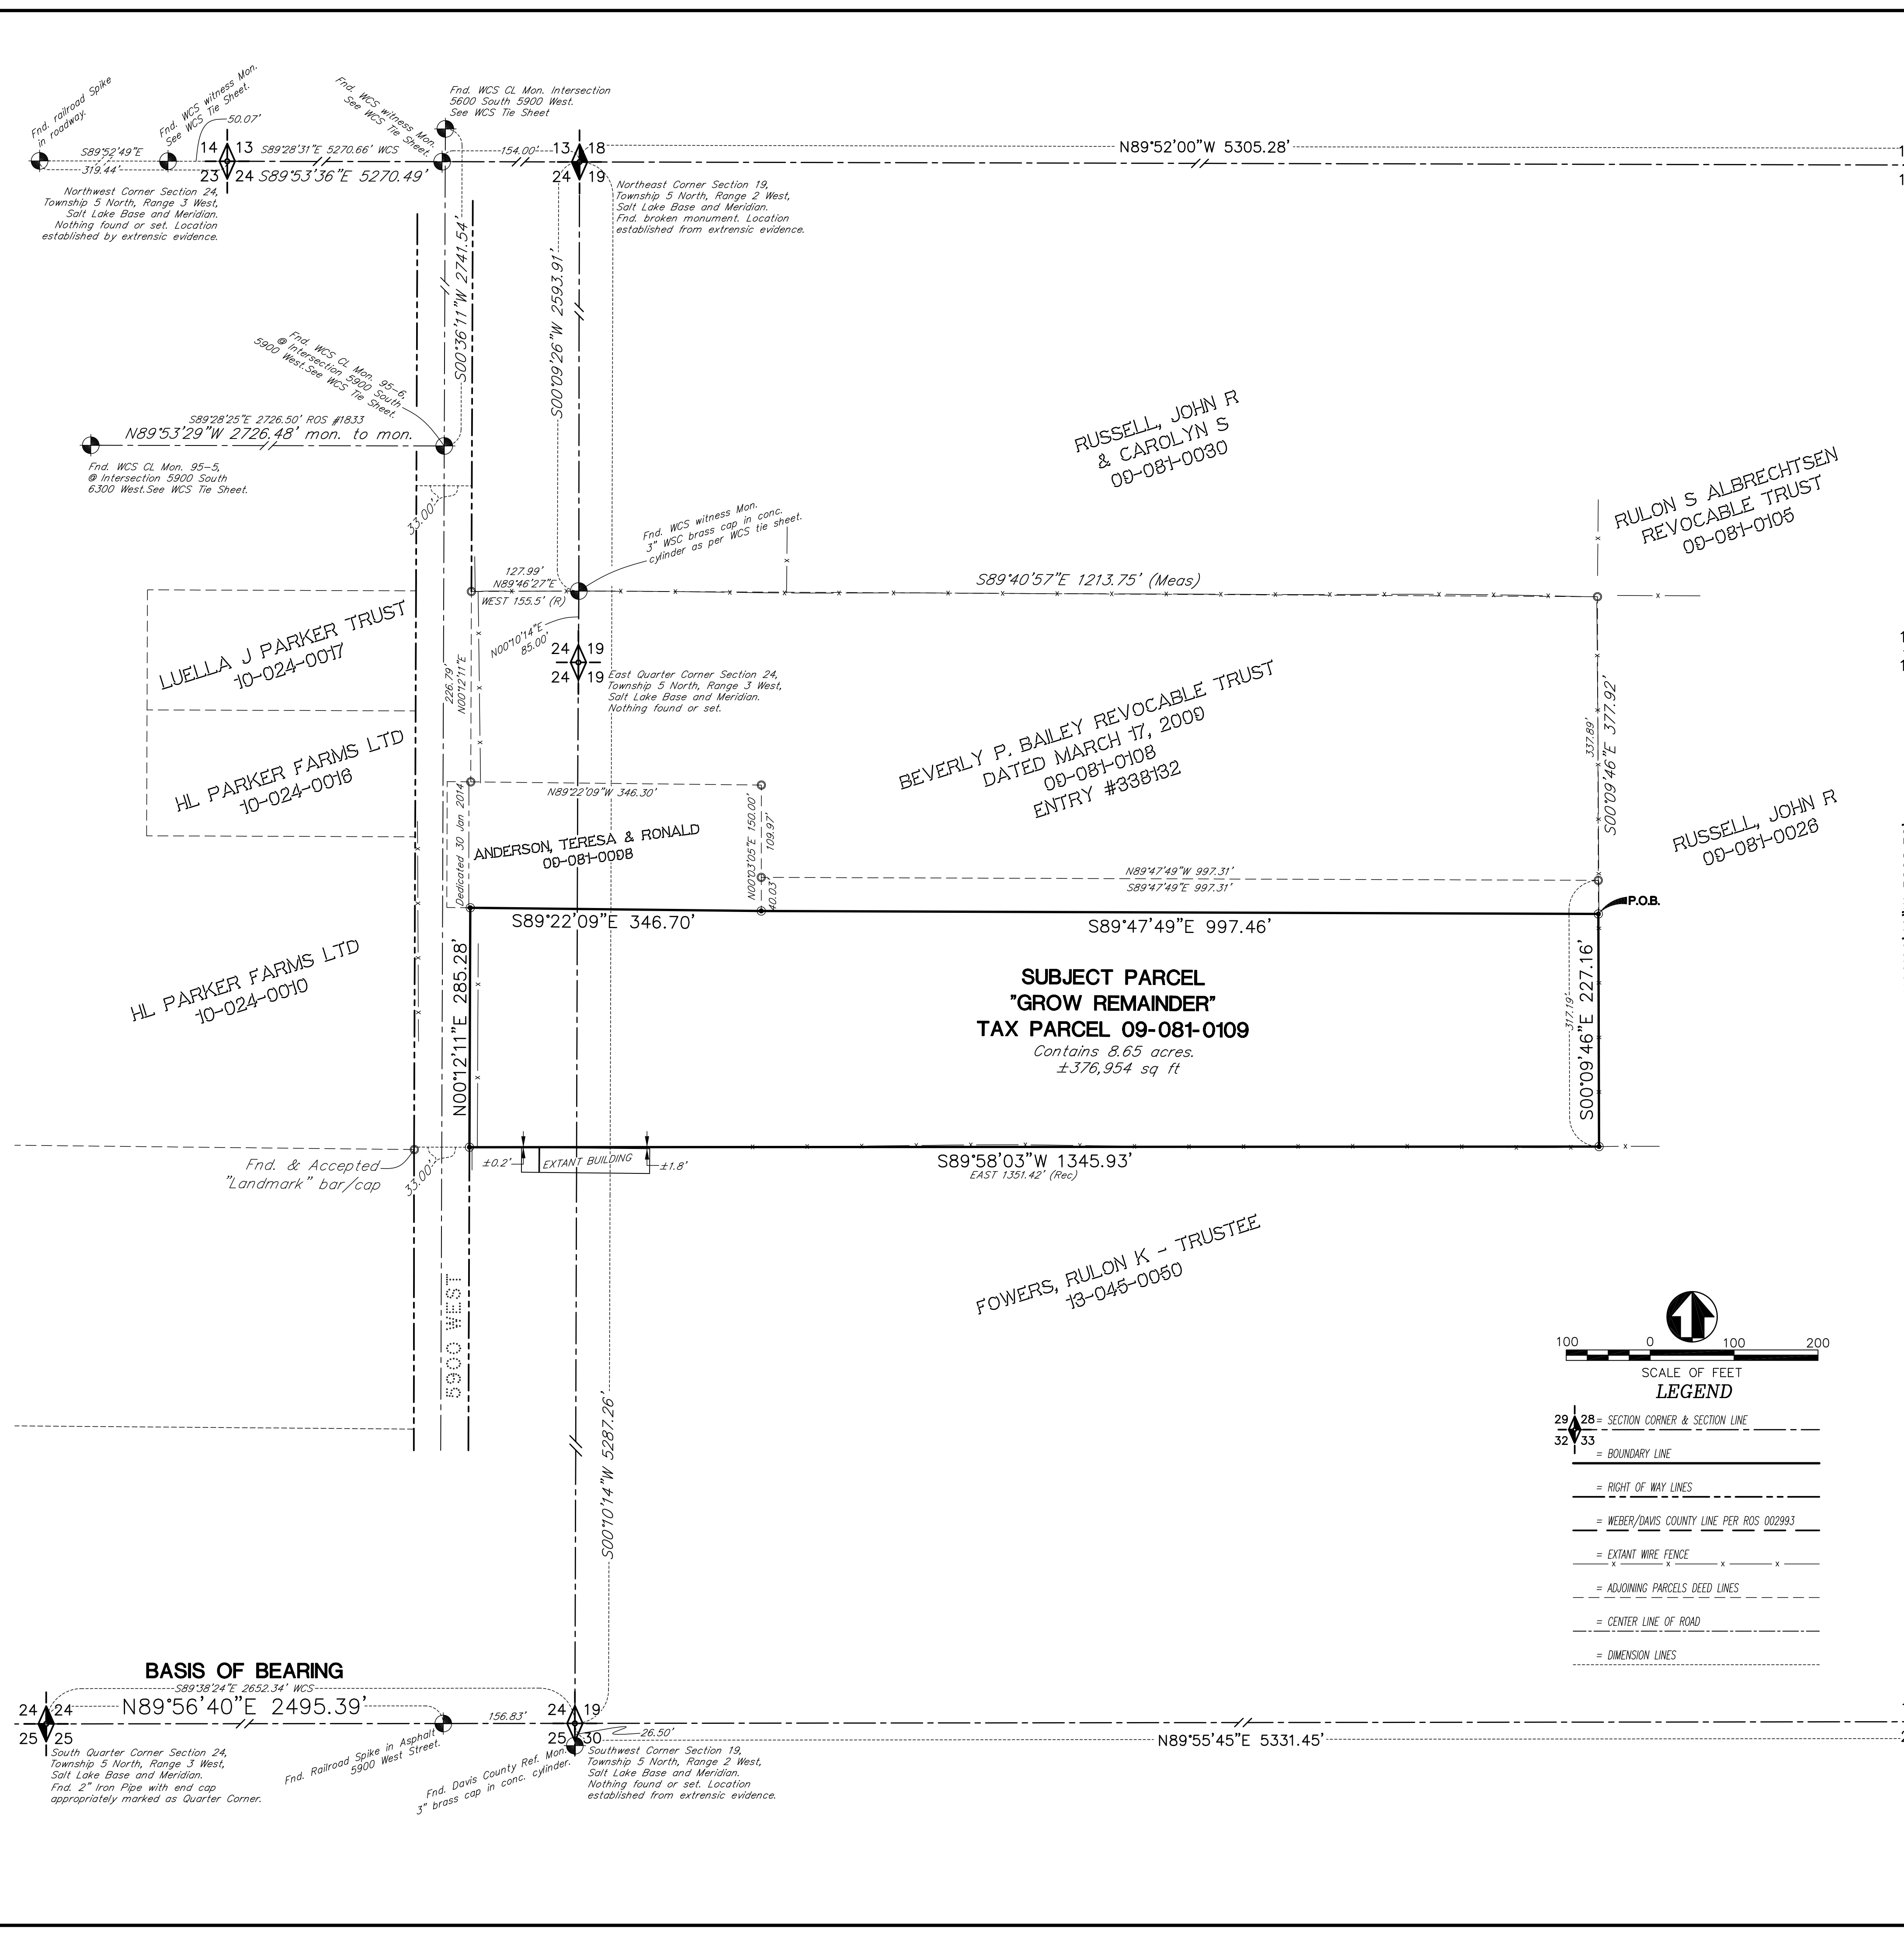 Fnd. railroad Spike
in roadway.
Fnd. WCS witness Mon.
See WCS Tie Sheet.
50.07'
Fnd. WCS witness Mon.
See WCS Tie Sheet.
Fnd. WCS CL Mon. Intersection
5600 South 5900 West.
See WCS Tie Sheet
S89°52'49"E
319.44'
14 13
23 24
S89°28'31"E 5270.66' WCS
S89°53'36"E 5270.49'
154.00'
13 18
24 19
N89°52'00"W 5305.28'
Northwest Corner Section 24,
Township 5 North, Range 3 West,
Salt Lake Base and Meridian.
Nothing found or set. Location
established by extrensic evidence.
Northeast Corner Section 19,
Township 5 North, Range 2 West,
Salt Lake Base and Meridian.
Fnd. broken monument. Location
established from extrensic evidence.
S00°36'11"W 2741.54'
S00°09'26"W 2593.91'
Fnd. WCS CL Mon. 95-6,
@ Intersection 5900 South
5900 West.See WCS Tie Sheet.
S89°28'25"E 2726.50' ROS #1833
N89°53'29"W 2726.48' mon. to mon.
Fnd. WCS CL Mon. 95-5,
@ Intersection 5900 South
6300 West.See WCS Tie Sheet.
33.00'
RUSSELL, JOHN R
& CAROLYN S
09-081-0030
RULON S ALBRECHTSEN
REVOCABLE TRUST
09-081-0105
Fnd. WCS witness Mon.
3" WSC brass cap in conc.
cylinder as per WCS tie sheet.
127.99'
N89°46'27"E
WEST 155.5' (R)
S89°40'57"E 1213.75' (Meas)
N00°10'14"E
85.00'
24 19
24 19
East Quarter Corner Section 24,
Township 5 North, Range 3 West,
Salt Lake Base and Meridian.
Nothing found or set.
LUELLA J PARKER TRUST
10-024-0017
226.79'
N00°12'11"E
BEVERLY P. BAILEY REVOCABLE TRUST
DATED MARCH 17, 2009
09-081-0108
ENTRY #338132
337.89'
S00°09'46"E 377.92'
HL PARKER FARMS LTD
10-024-0016
N89°22'09"W 346.30'
Dedicated 30 Jan 2014
ANDERSON, TERESA & RONALD
09-081-0098
N00°03'05"E 150.00'
109.97'
40.03'
RUSSELL, JOHN R
09-081-0026
N89°47'49"W 997.31'
S89°47'49"E 997.31'
P.O.B.
S89°22'09"E 346.70'
S89°47'49"E 997.46'
HL PARKER FARMS LTD
10-024-0010
N00°12'11"E 285.28'
SUBJECT PARCEL
"GROW REMAINDER"
TAX PARCEL 09-081-0109
Contains 8.65 acres.
±376,954 sq ft
317.19'
S00°09'46"E 227.16'
Fnd. & Accepted
"Landmark" bar/cap
33.00'
±0.2'
EXTANT BUILDING
±1.8'
S89°58'03"W 1345.93'
EAST 1351.42' (Rec)
FOWERS, RULON K - TRUSTEE
13-045-0050
5900 WEST
S00°10'14"W 5287.26'
100 0 100 200
SCALE OF FEET
LEGEND
29 28
32 33
= SECTION CORNER & SECTION LINE
= BOUNDARY LINE
= RIGHT OF WAY LINES
= WEBER/DAVIS COUNTY LINE PER ROS 002993
= EXTANT WIRE FENCE
= ADJOINING PARCELS DEED LINES
= CENTER LINE OF ROAD
= DIMENSION LINES
BASIS OF BEARING
S89°38'24"E 2652.34' WCS
24 24
25 25
N89°56'40"E 2495.39'
156.83'
24 19
25 30
26.50'
N89°55'45"E 5331.45'
South Quarter Corner Section 24,
Township 5 North, Range 3 West,
Salt Lake Base and Meridian.
Fnd. 2" Iron Pipe with end cap
appropriately marked as Quarter Corner.
Fnd. Railroad Spike in Asphalt
5900 West Street.
Fnd. Davis County Ref. Mon.
3" brass cap in conc. cylinder.
Southwest Corner Section 19,
Township 5 North, Range 2 West,
Salt Lake Base and Meridian.
Nothing found or set. Location
established from extrensic evidence.